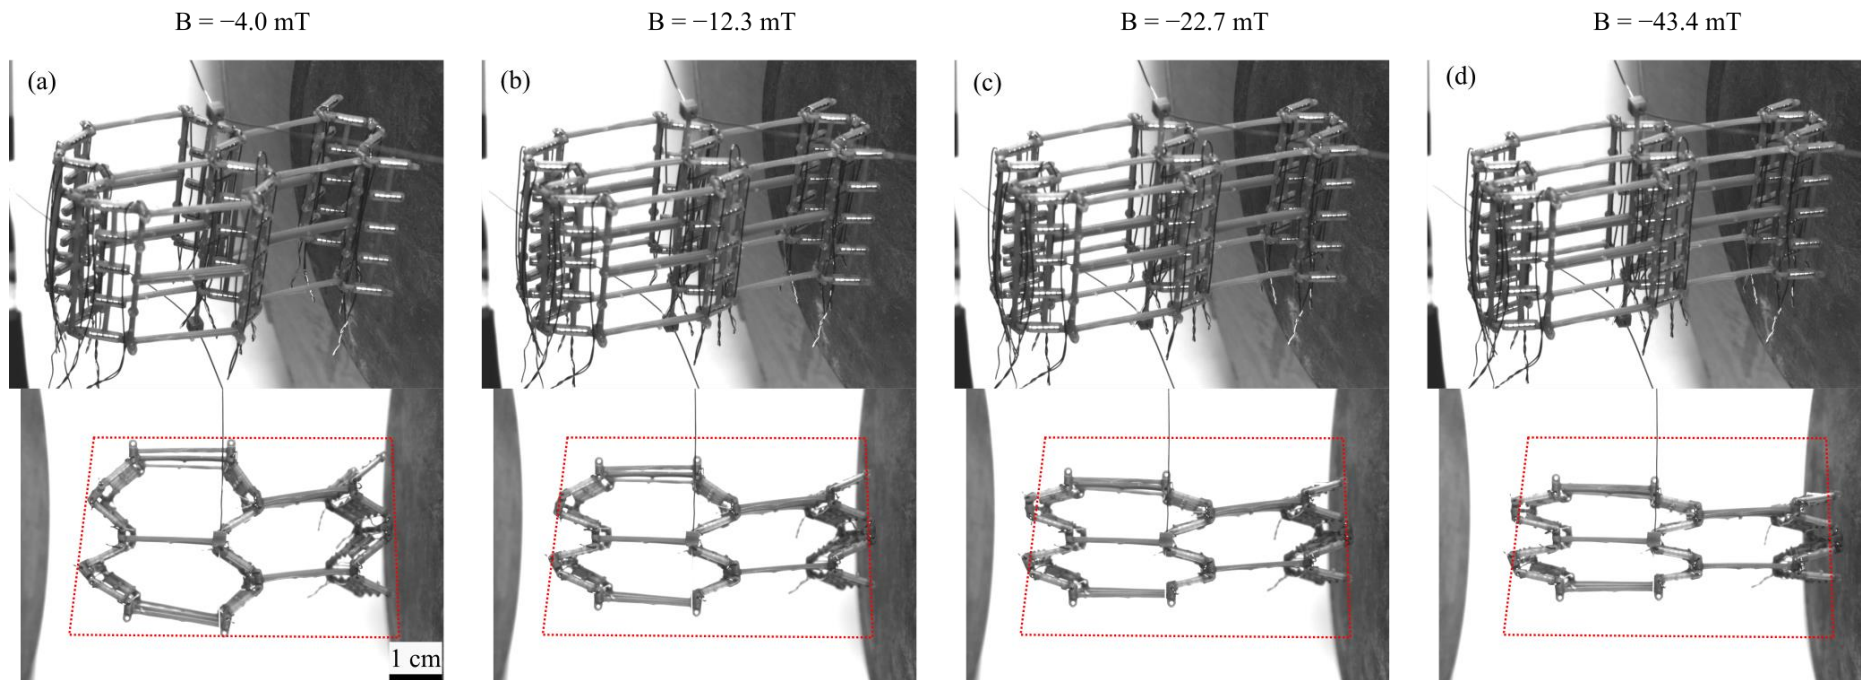 B = −4.0 mT
B = −12.3 mT
B = −22.7 mT
B = −43.4 mT
(a)
(b)
(c)
(d)
1 cm